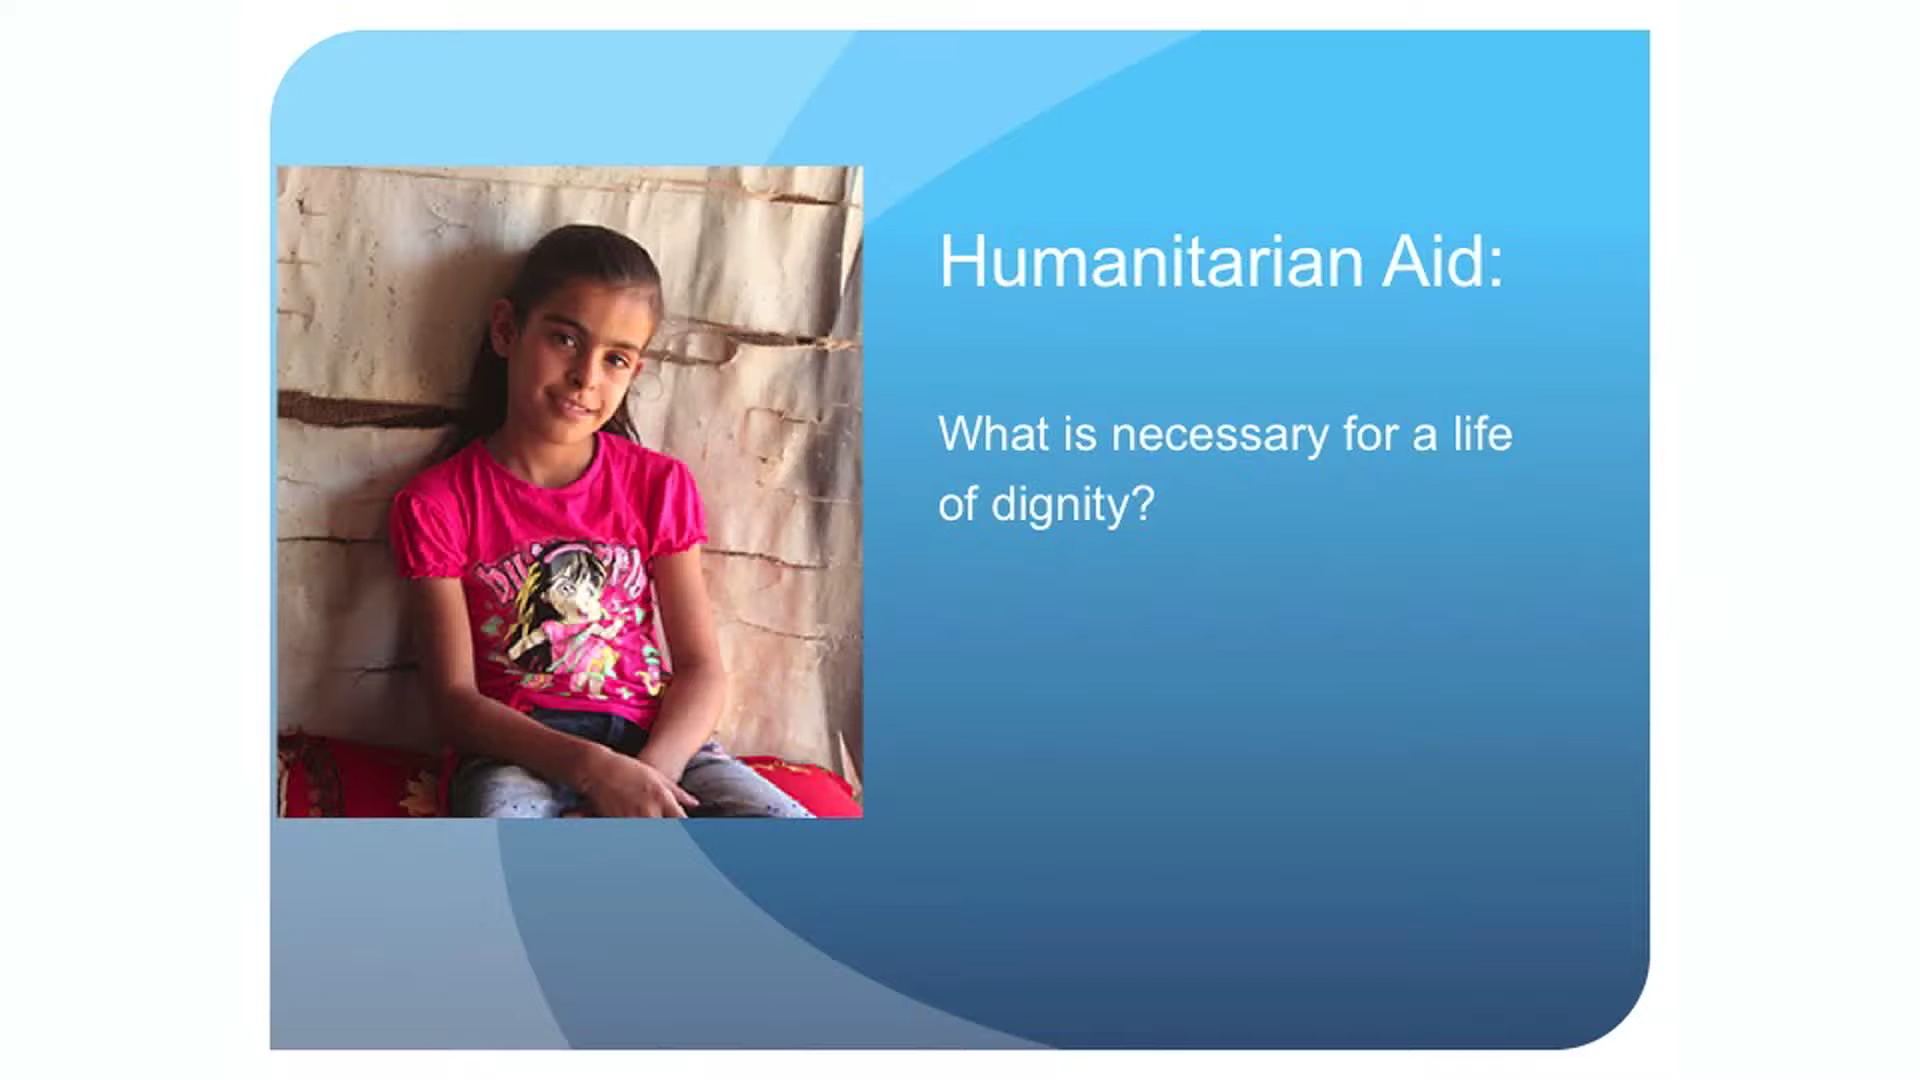 Humanitarian Aid:
What is necessary for a life
of dignity?